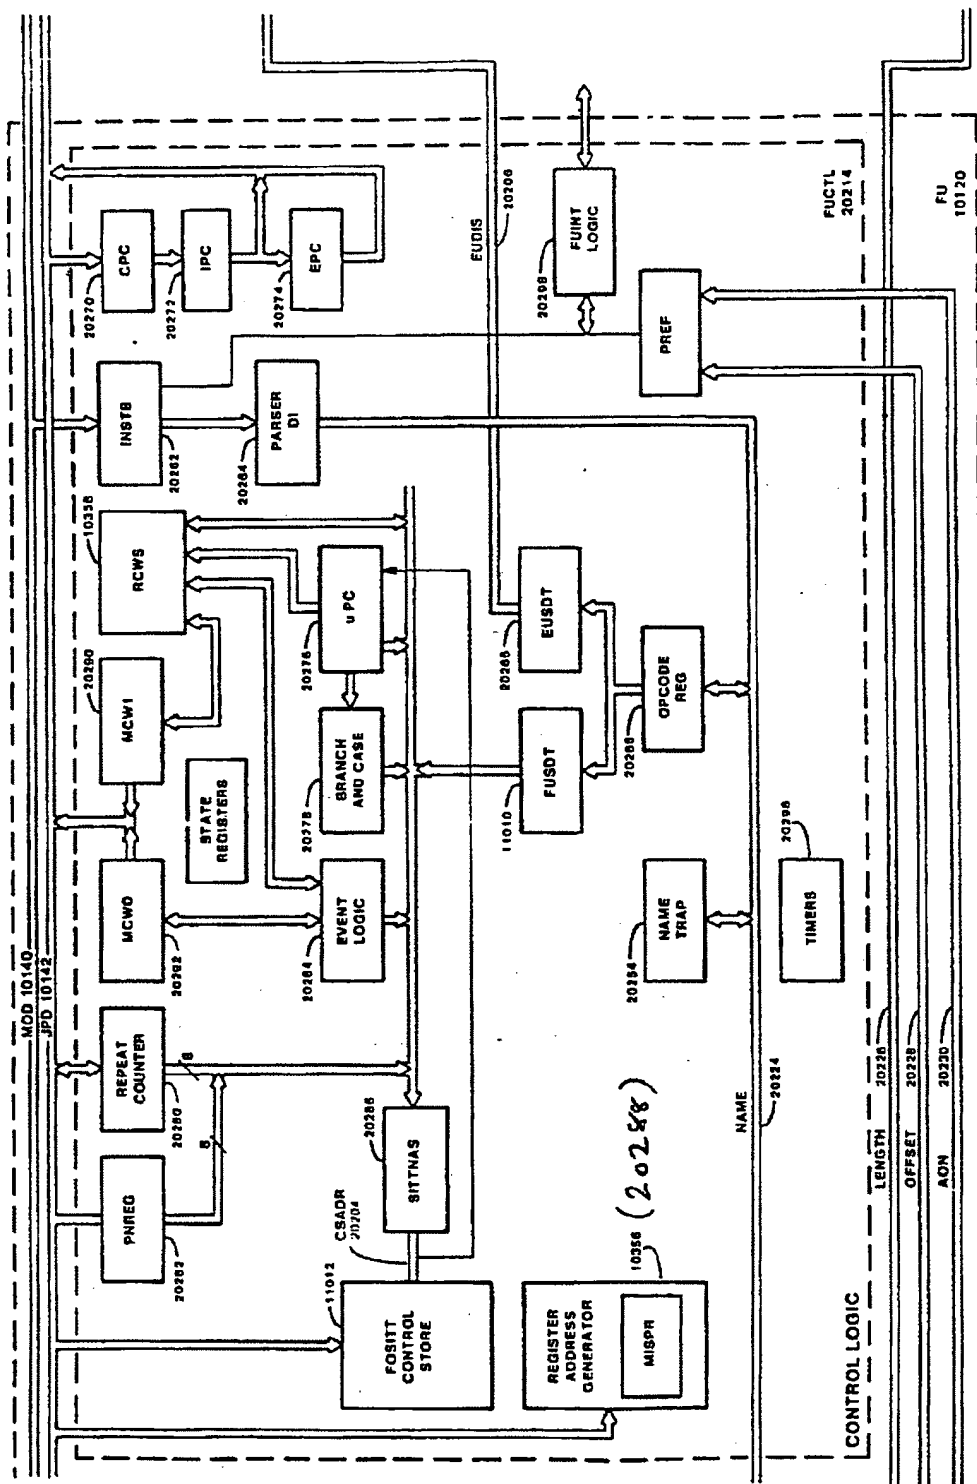 MOD 10140
JPD 10142
PNREG
20282
8
REPEAT
COUNTER
20280
8
MCW0
20292
STATE
REGISTERS
MCW1
20290
RCWS
10358
INSTB
20262
CPC
20270
IPC
20272
EPC
20274
PARSER
DI
20264
FOSITT
CONTROL
STORE
11012
CSADR
20204
SITTNAS
20286
EVENT
LOGIC
20284
BRANCH
AND CASE
20278
uPC
20276
EUDIS
20206
REGISTER
ADDRESS
GENERATOR
MISPR
10356 (20288)
FUSDT
11010
EUSDT
20266
FUINT
LOGIC
20298
NAME
TRAP
20254
OPCODE
REG
20268
PREF
NAME
20224
TIMERS
20296
CONTROL LOGIC
FUCTL
20214
LENGTH 20226
OFFSET 20228
AON 20230
FU
10120